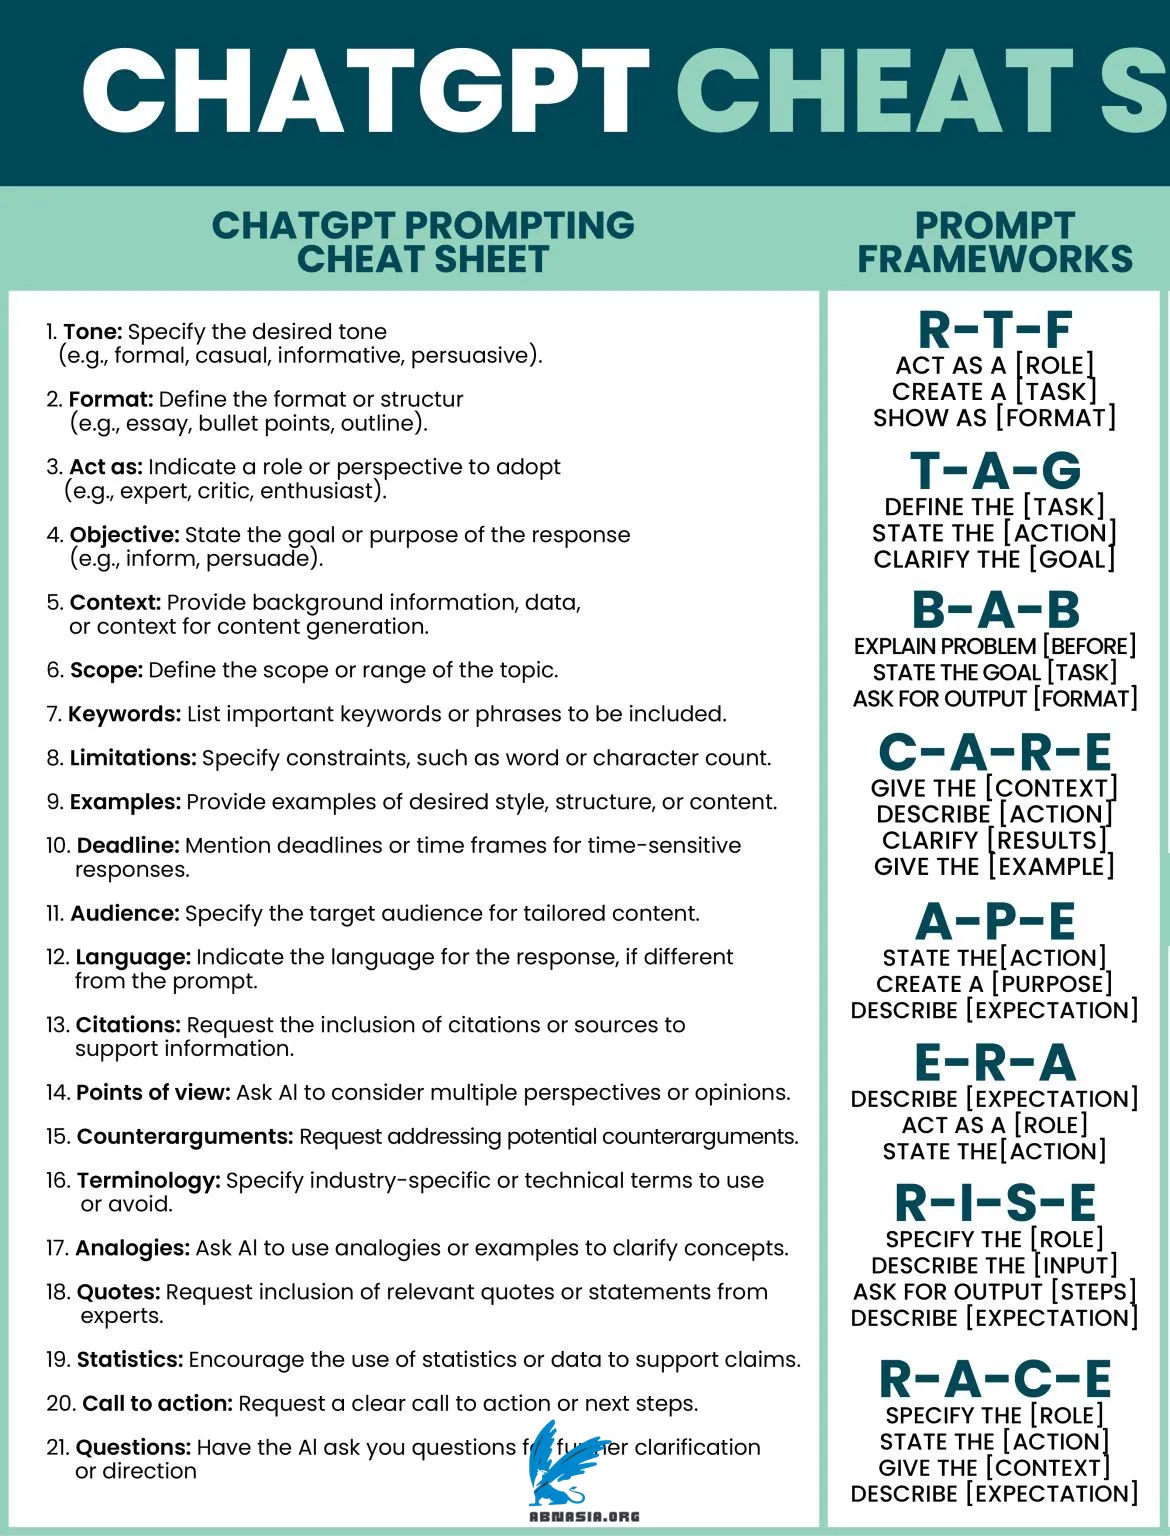 CHATGPT CHEAT S
CHATGPT PROMPTING
CHEAT SHEET
1. Tone: Specify the desired tone
(e.g., formal, casual, informative, persuasive).
2. Format: Define the format or structur
(e.g., essay, bullet points, outline).
3. Act as: Indicate a role or perspective to adopt
(e.g., expert, critic, enthusiast).
4. Objective: State the goal or purpose of the response
(e.g., inform, persuade).
5. Context: Provide background information, data,
or context for content generation.
6. Scope: Define the scope or range of the topic.
7. Keywords: List important keywords or phrases to be included.
8. Limitations: Specify constraints, such as word or character count.
9. Examples: Provide examples of desired style, structure, or content.
10. Deadline: Mention deadlines or time frames for time-sensitive
responses.
11. Audience: Specify the target audience for tailored content.
12. Language: Indicate the language for the response, if different
from the prompt.
13. Citations: Request the inclusion of citations or sources to
support information.
14. Points of view: Ask AI to consider multiple perspectives or opinions.
15. Counterarguments: Request addressing potential counterarguments.
16. Terminology: Specify industry-specific or technical terms to use
or avoid.
17. Analogies: Ask AI to use analogies or examples to clarify concepts.
18. Quotes: Request inclusion of relevant quotes or statements from
experts.
19. Statistics: Encourage the use of statistics or data to support claims.
20. Call to action: Request a clear call to action or next steps.
21. Questions: Have the AI ask you questions for further clarification
or direction
ABNASIA.ORG
PROMPT
FRAMEWORKS
R-T-F
ACT AS A [ROLE]
CREATE A [TASK]
SHOW AS [FORMAT]
T-A-G
DEFINE THE [TASK]
STATE THE [ACTION]
CLARIFY THE [GOAL]
B-A-B
EXPLAIN PROBLEM [BEFORE]
STATE THE GOAL [TASK]
ASK FOR OUTPUT [FORMAT]
C-A-R-E
GIVE THE [CONTEXT]
DESCRIBE [ACTION]
CLARIFY [RESULTS]
GIVE THE [EXAMPLE]
A-P-E
STATE THE[ACTION]
CREATE A [PURPOSE]
DESCRIBE [EXPECTATION]
E-R-A
DESCRIBE [EXPECTATION]
ACT AS A [ROLE]
STATE THE[ACTION]
R-I-S-E
SPECIFY THE [ROLE]
DESCRIBE THE [INPUT]
ASK FOR OUTPUT [STEPS]
DESCRIBE [EXPECTATION]
R-A-C-E
SPECIFY THE [ROLE]
STATE THE [ACTION]
GIVE THE [CONTEXT]
DESCRIBE [EXPECTATION]